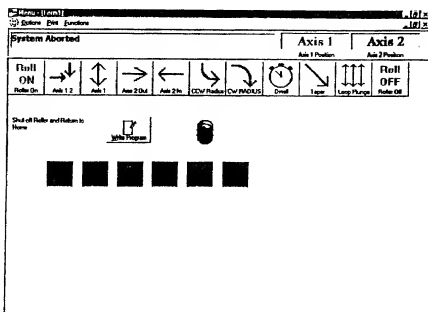 Menu - [form1]
Options Print Functions
System Aborted
Axis 1 Axis 2
Axis 1 Position Axis 2 Position
Roll ON Roll OFF
Roller On Axis 1 2 Axis 1 Axis 2 Out Axis 2 In CCW Radius CW RADIUS Dwell Taper Loop Plunge Roller Off
Shut off Roller and Return to
Home
Write Program